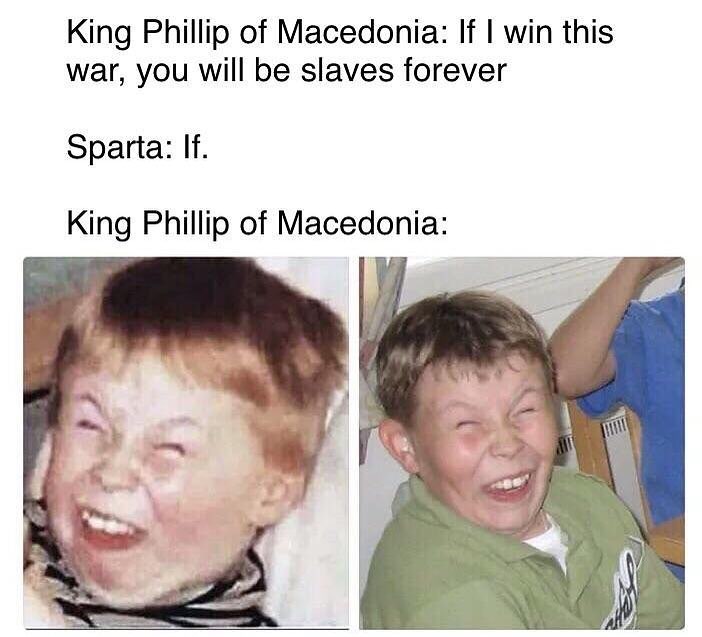 King Phillip of Macedonia: If I win this
war, you will be slaves forever
Sparta: If.
King Phillip of Macedonia: